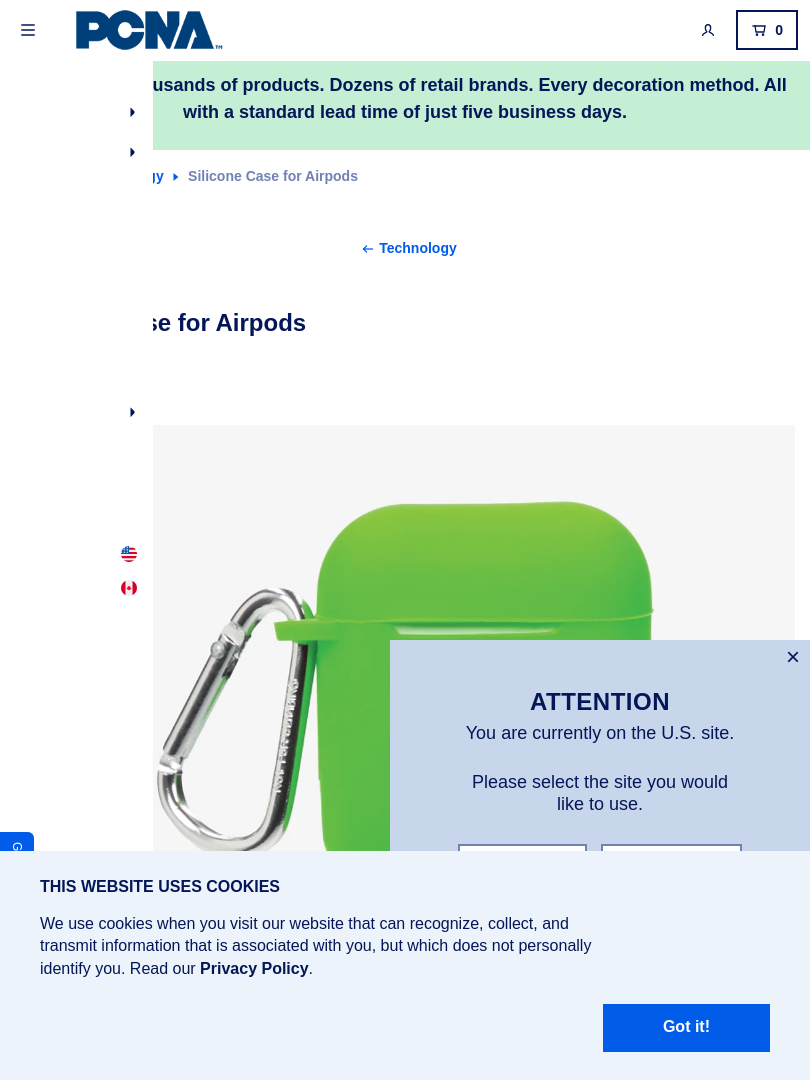 PCNA™
0
usands of products. Dozens of retail brands. Every decoration method. All
with a standard lead time of just five business days.
gy
Silicone Case for Airpods
Technology
se for Airpods
NOT FOR CLIMBING
ATTENTION
You are currently on the U.S. site.
Please select the site you would
like to use.
G
THIS WEBSITE USES COOKIES
We use cookies when you visit our website that can recognize, collect, and
transmit information that is associated with you, but which does not personally
identify you. Read our Privacy Policy.
Got it!